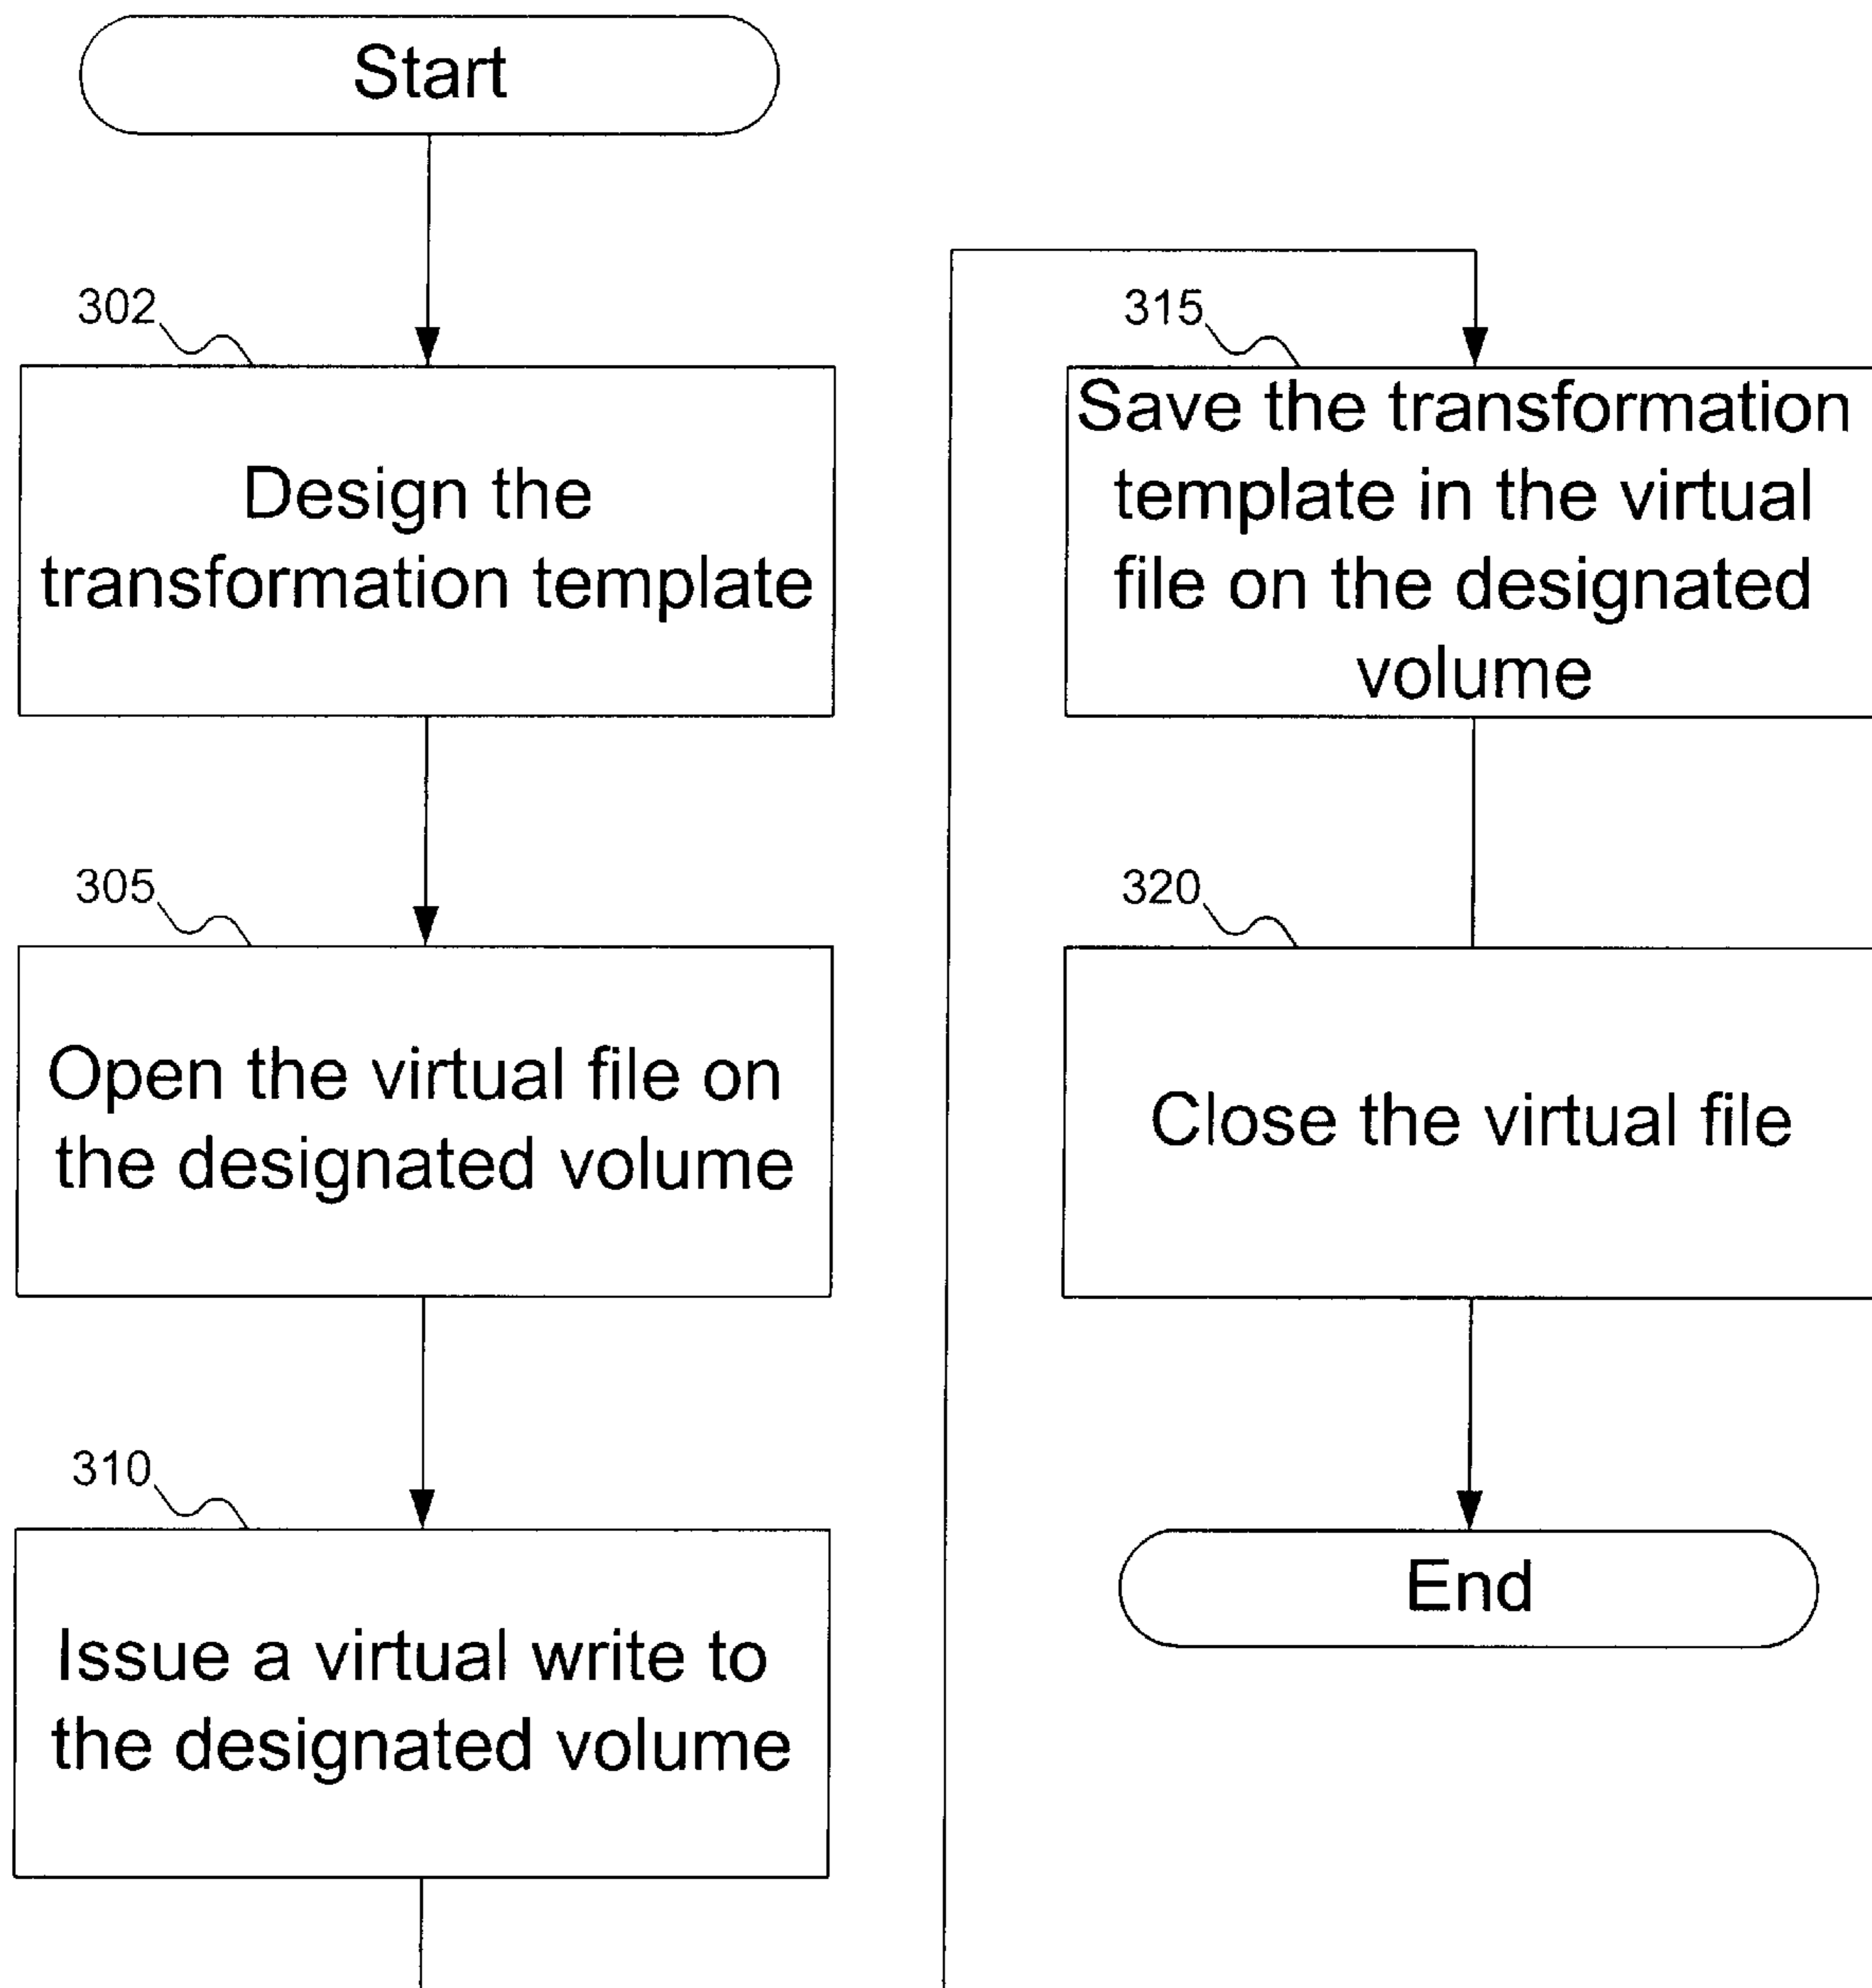 Start
302
Design the
transformation template
305
Open the virtual file on
the designated volume
310
Issue a virtual write to
the designated volume
315
Save the transformation
template in the virtual
file on the designated
volume
320
Close the virtual file
End